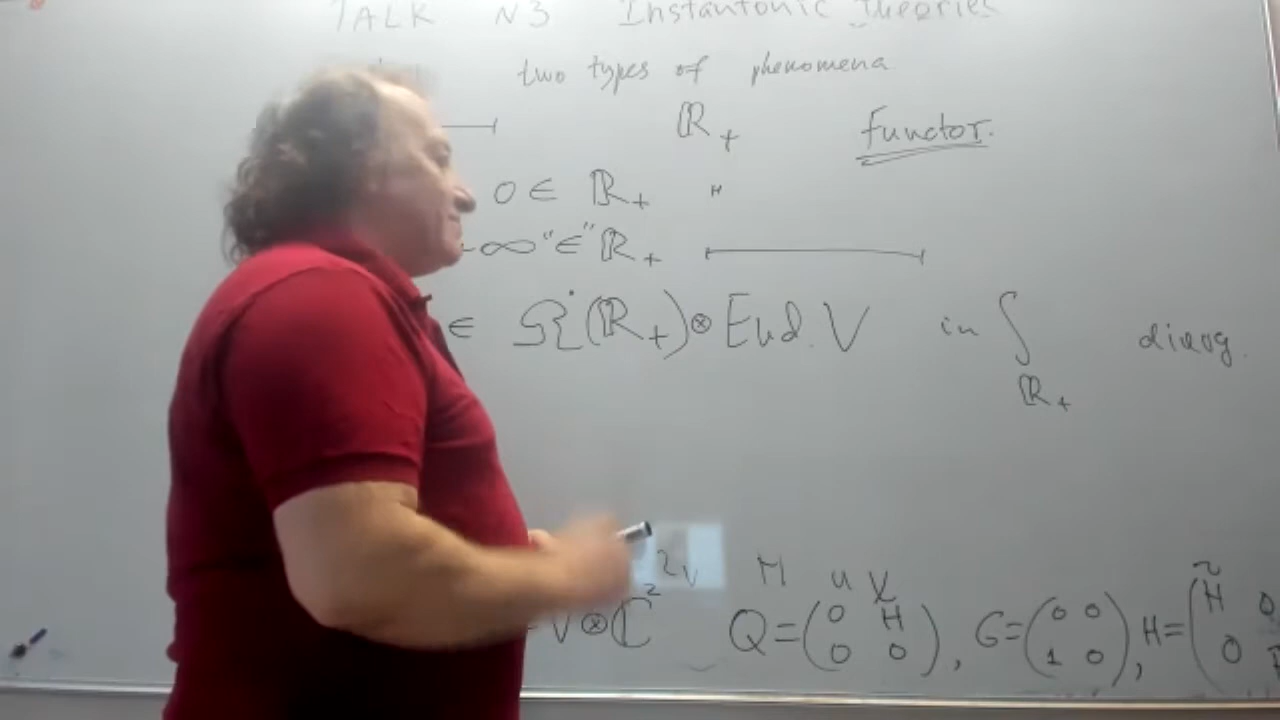 TALK N3 Instantonic Theories
two types of phenomena
ℝ₊ Functor.
0 ∈ ℝ₊ "
-∞ "∈" ℝ₊
∈ Ω˙(ℝ₊) ⊗ End. V in ∫ diag.
ℝ₊
V⊗ℂ² Q=(0 H 0 0), G=(0 0 1 0), H=(H̃ 0 0